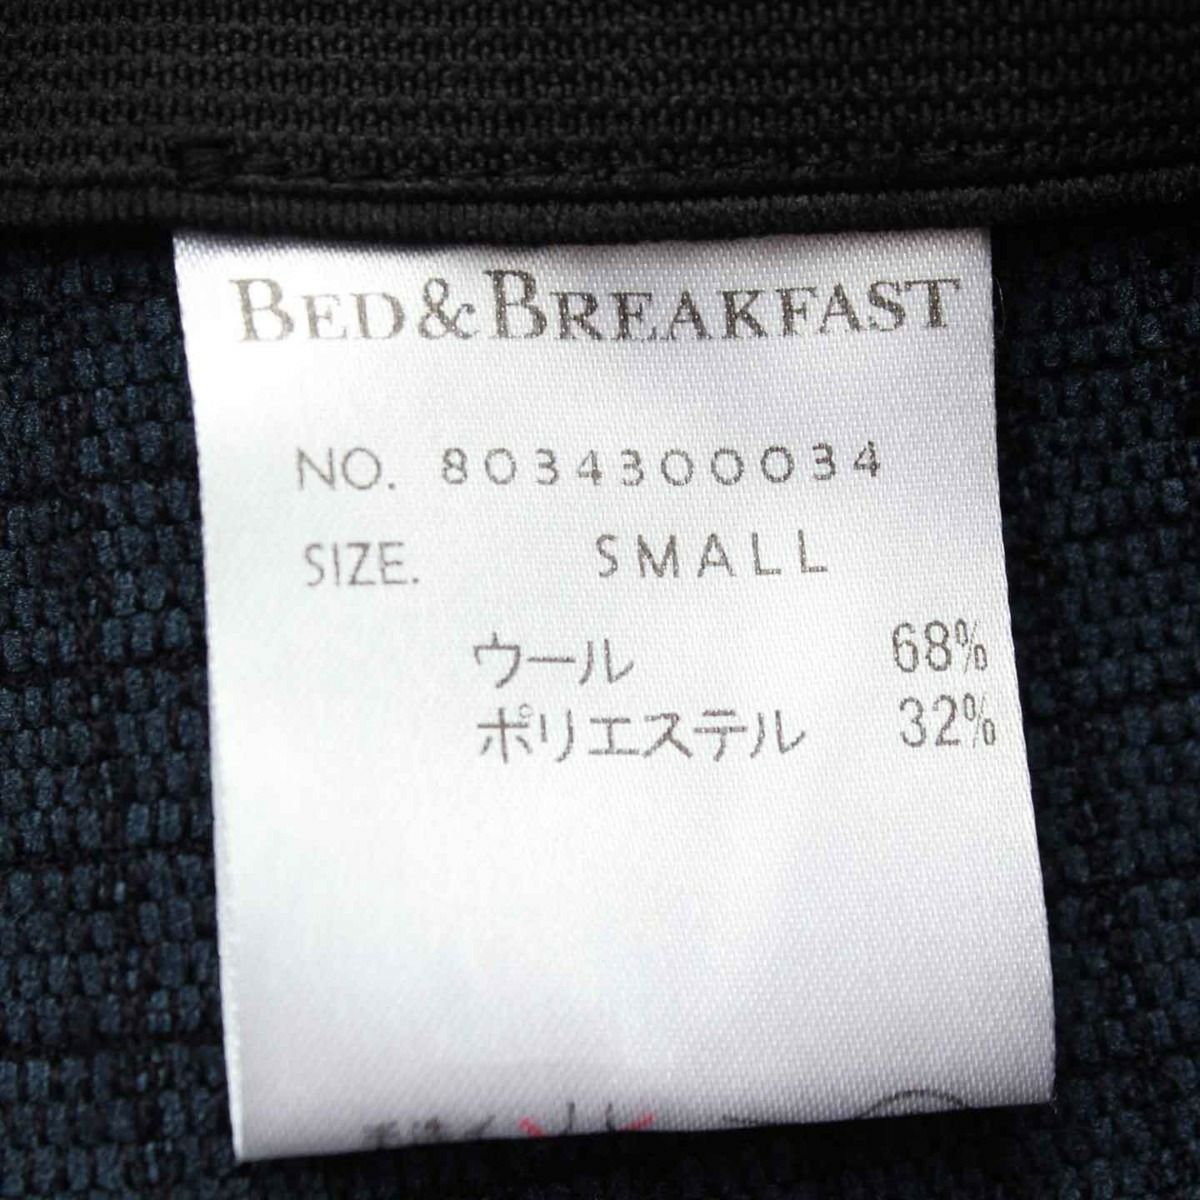 BED&BREAKFAST
NO. 8034300034
SIZE. SMALL
ウール 68%
ポリエステル 32%